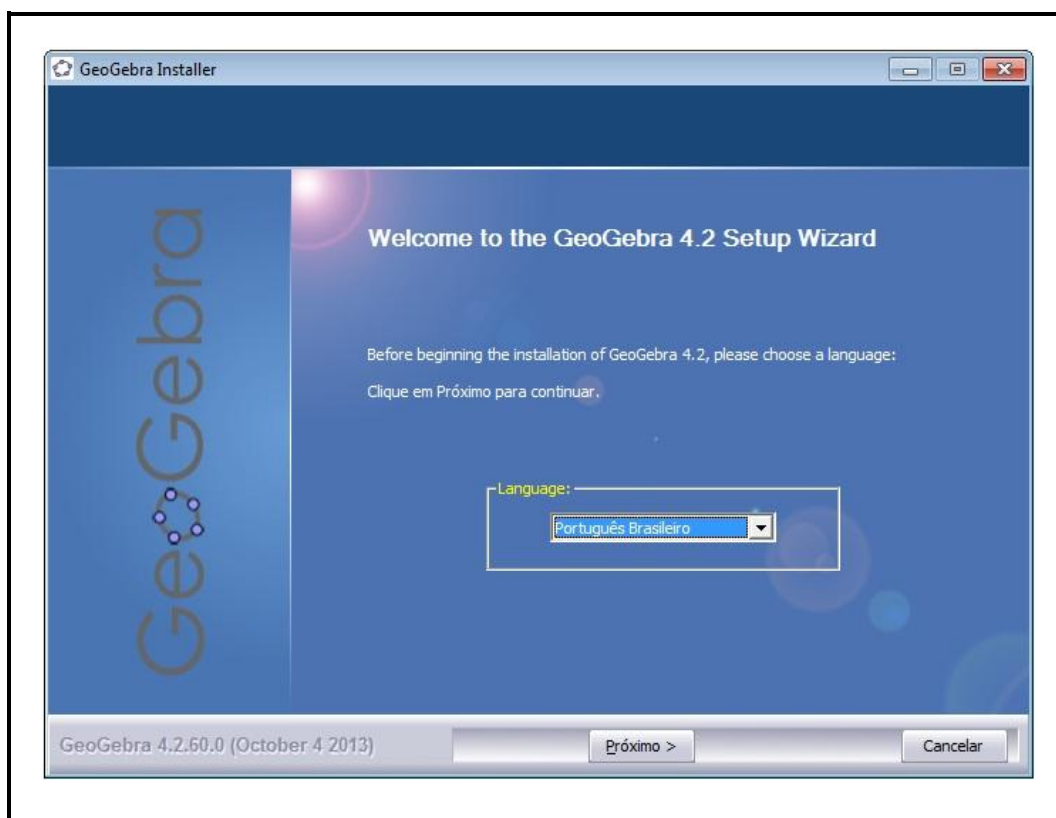 GeoGebra Installer
GeoGebra
Welcome to the GeoGebra 4.2 Setup Wizard
Before beginning the installation of GeoGebra 4.2, please choose a language:
Clique em Próximo para continuar.
Language:
Português Brasileiro
GeoGebra 4.2.60.0 (October 4 2013)
Próximo >
Cancelar